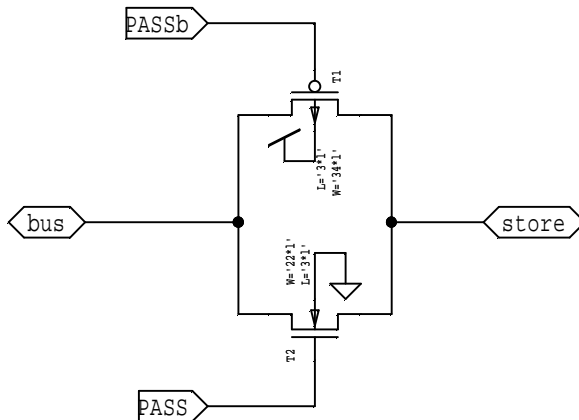 PASSb
T1
L='3*1'
W='34*1'
bus
store
W='22*1'
L='3*1'
T2
PASS